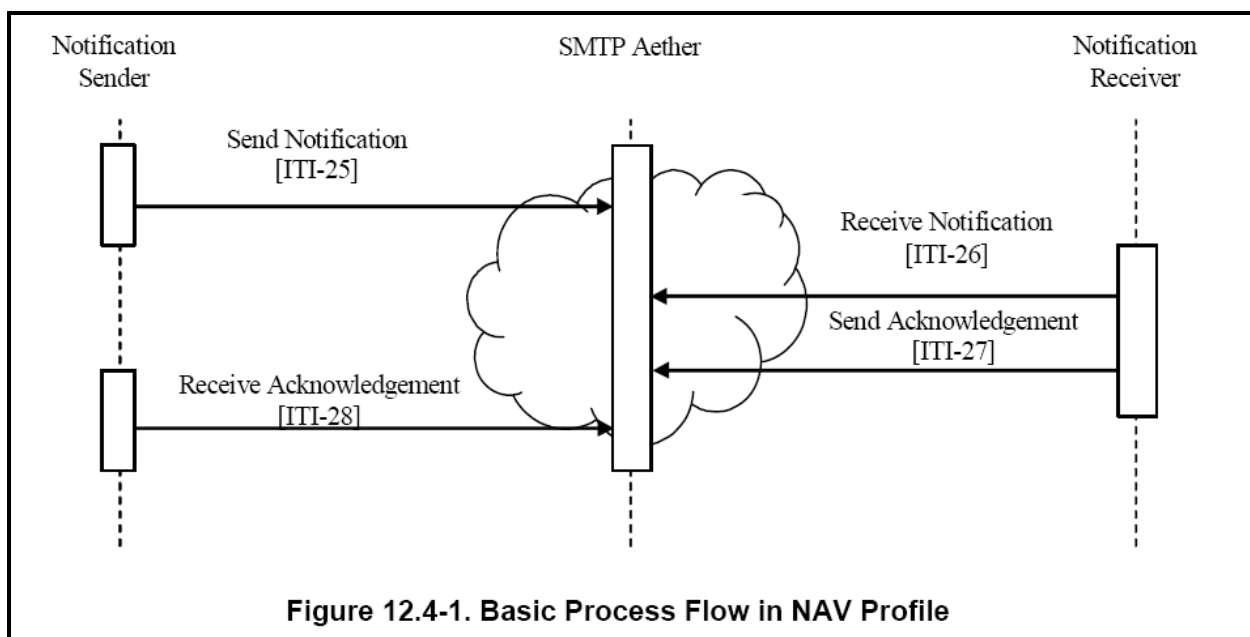 Notification
Sender
SMTP Aether
Notification
Receiver
Send Notification
[ITI-25]
Receive Notification
[ITI-26]
Send Acknowledgement
[ITI-27]
Receive Acknowledgement
[ITI-28]
Figure 12.4-1. Basic Process Flow in NAV Profile